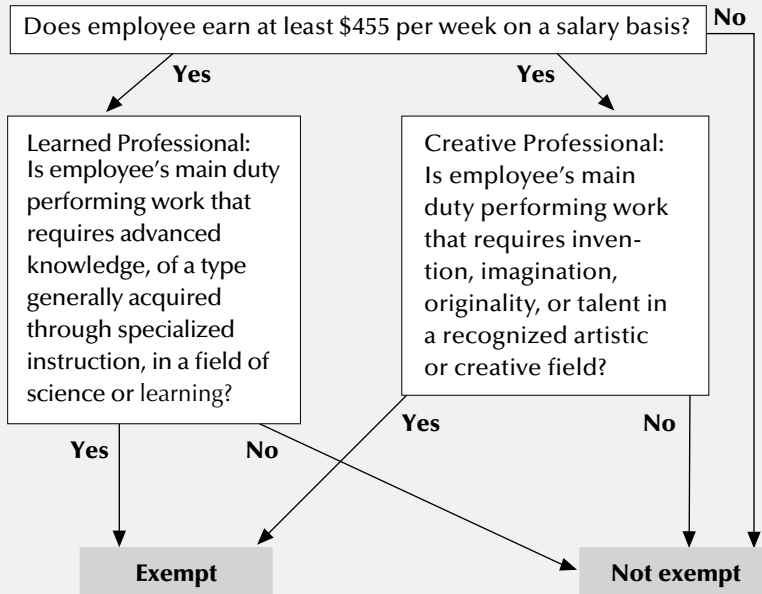 Does employee earn at least $455 per week on a salary basis?
No
Yes
Yes
Learned Professional:
Is employee’s main duty
performing work that
requires advanced
knowledge, of a type
generally acquired
through specialized
instruction, in a field of
science or learning?
Creative Professional:
Is employee’s main
duty performing work
that requires inven-
tion, imagination,
originality, or talent in
a recognized artistic
or creative field?
Yes
No
Yes
No
Exempt
Not exempt